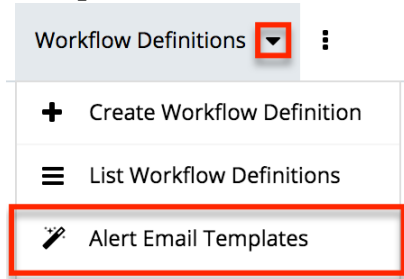 Workflow Definitions
Create Workflow Definition
List Workflow Definitions
Alert Email Templates